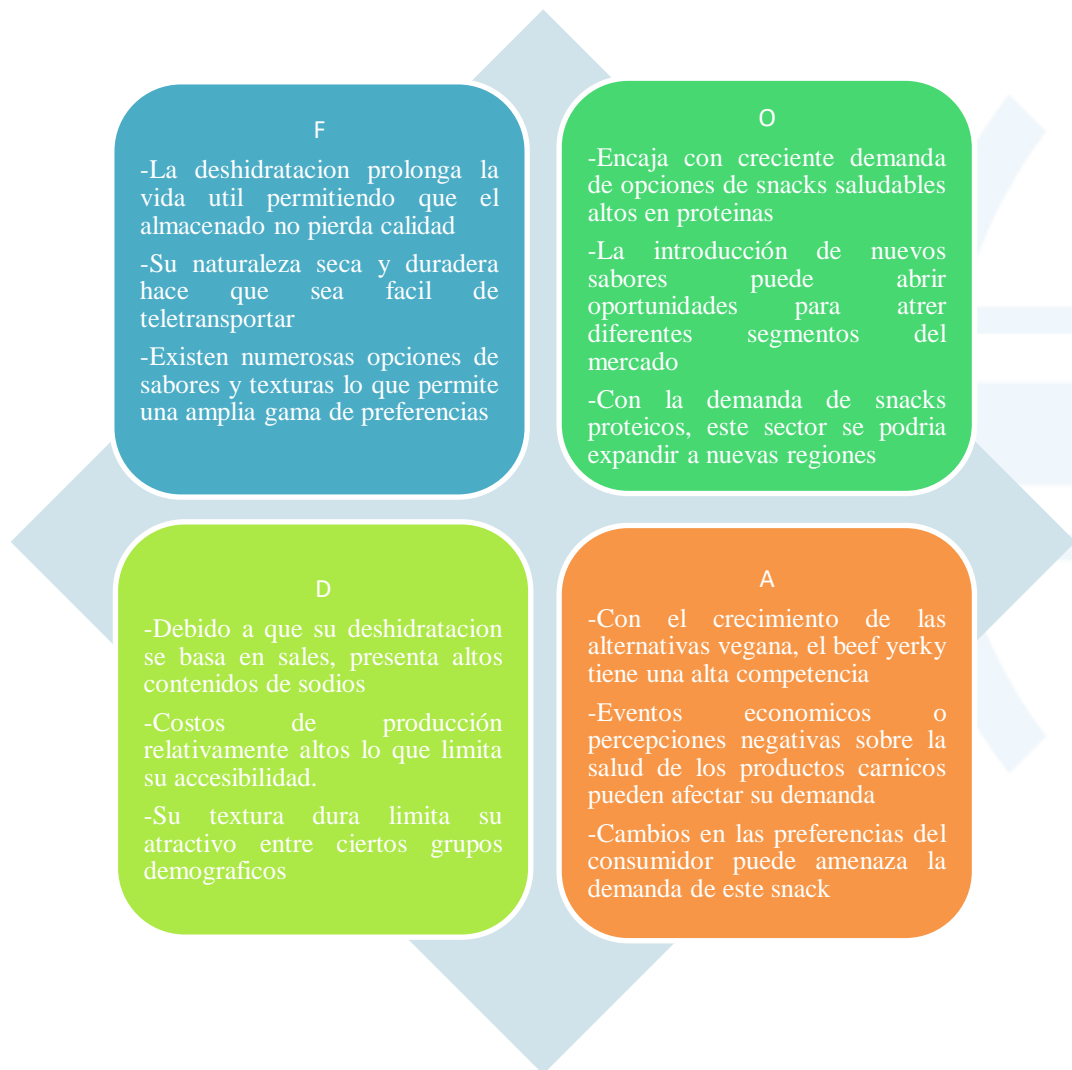 F
-La deshidratacion prolonga la
vida util permitiendo que el
almacenado no pierda calidad
-Su naturaleza seca y duradera
hace que sea facil de
teletransportar
-Existen numerosas opciones de
sabores y texturas lo que permite
una amplia gama de preferencias
O
-Encaja con creciente demanda
de opciones de snacks saludables
altos en proteinas
-La introducción de nuevos
sabores puede abrir
oportunidades para atrer
diferentes segmentos del
mercado
-Con la demanda de snacks
proteicos, este sector se podria
expandir a nuevas regiones
D
-Debido a que su deshidratacion
se basa en sales, presenta altos
contenidos de sodios
-Costos de producción
relativamente altos lo que limita
su accesibilidad.
-Su textura dura limita su
atractivo entre ciertos grupos
demograficos
A
-Con el crecimiento de las
alternativas vegana, el beef yerky
tiene una alta competencia
-Eventos economicos o
percepciones negativas sobre la
salud de los productos carnicos
pueden afectar su demanda
-Cambios en las preferencias del
consumidor puede amenaza la
demanda de este snack